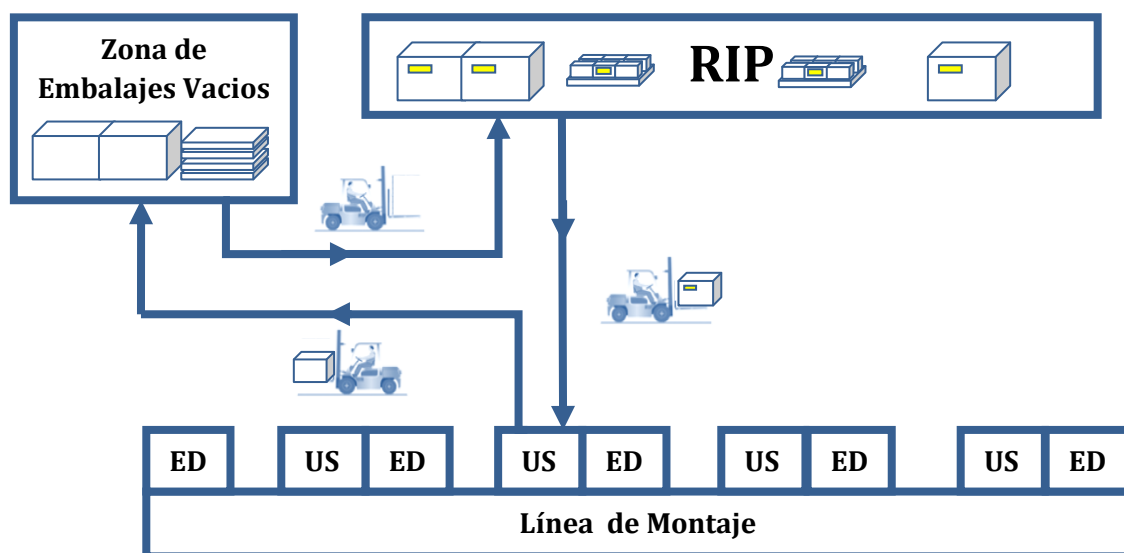 Zona de
Embalajes Vacios
RIP
ED
US
ED
US
ED
US
ED
US
ED
Línea de Montaje